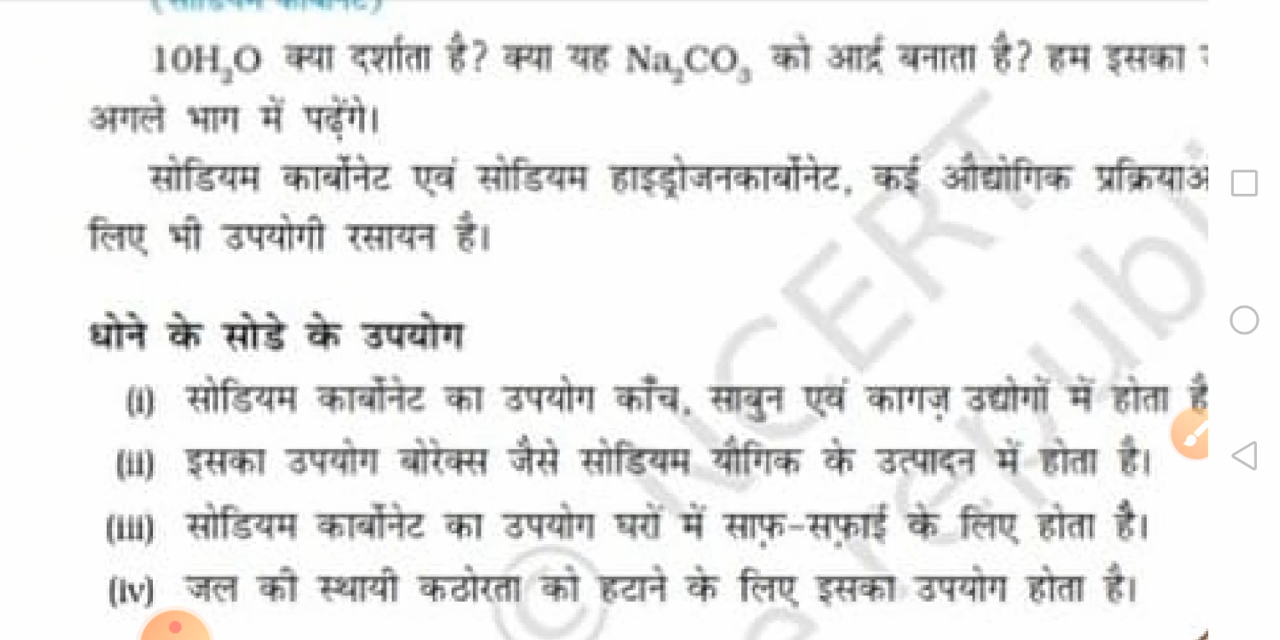 (सोडियम कार्बोनेट)
10H₂O क्या दर्शाता है? क्या यह Na₂CO₃ को आर्द्र बनाता है? हम इसका
अगले भाग में पढ़ेंगे।
सोडियम कार्बोनेट एवं सोडियम हाइड्रोजनकार्बोनेट, कई औद्योगिक
लिए भी उपयोगी रसायन है।
धोने के सोडे के उपयोग
(i) सोडियम कार्बोनेट का उपयोग काँच, साबुन एवं कागज़ उद्योगों में होता है
(ii) इसका उपयोग बोरेक्स जैसे सोडियम यौगिक के उत्पादन में होता है।
(iii) सोडियम कार्बोनेट का उपयोग घरों में साफ़-सफ़ाई के लिए होता है।
(iv) जल की स्थायी कठोरता को हटाने के लिए इसका उपयोग होता है।
© NCERT